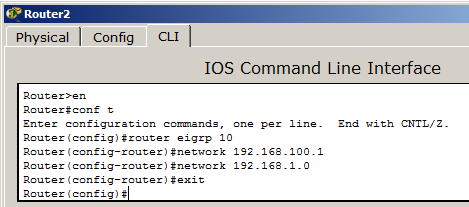 Router2
Physical Config CLI
IOS Command Line Interface
Router>en
Router#conf t
Enter configuration commands, one per line.  End with CNTL/Z.
Router(config)#router eigrp 10
Router(config-router)#network 192.168.100.1
Router(config-router)#network 192.168.1.0
Router(config-router)#exit
Router(config)#